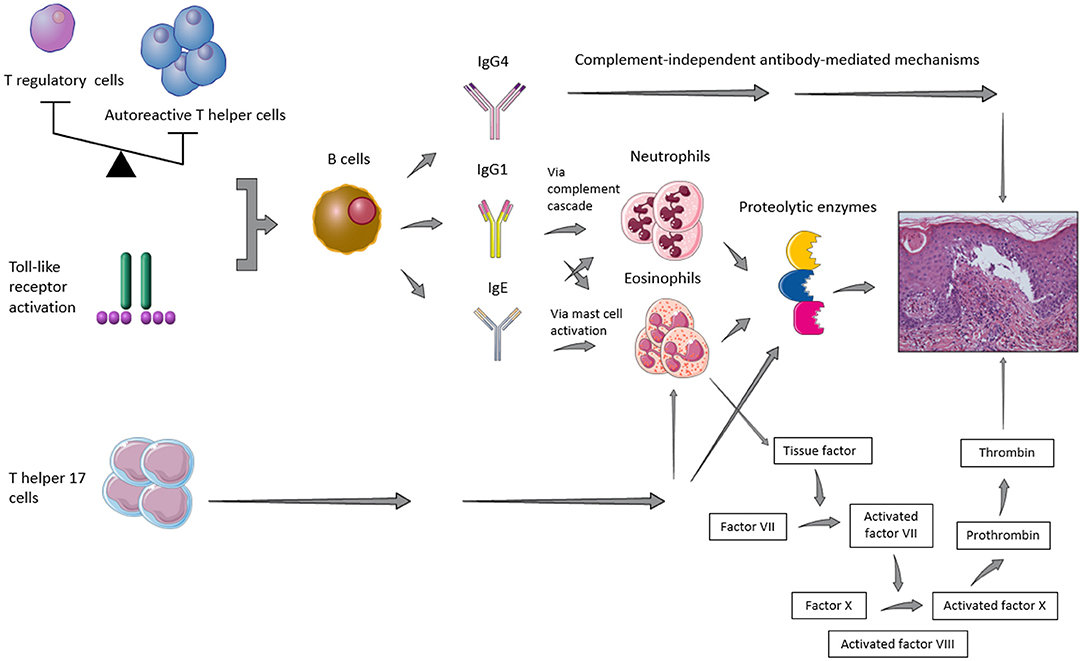 T regulatory cells
Autoreactive T helper cells
Toll-like
receptor
activation
T helper 17
cells
B cells
IgG4
IgG1
IgE
Complement-independent antibody-mediated mechanisms
Via
complement
cascade
Via mast cell
activation
Neutrophils
Eosinophils
Proteolytic enzymes
Tissue factor
Factor VII
Activated
factor VII
Factor X
Activated factor X
Activated factor VIII
Prothrombin
Thrombin